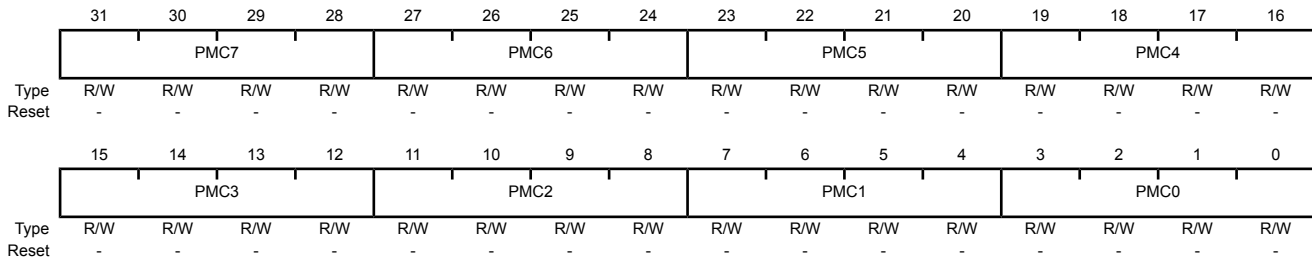 31 30 29 28 27 26 25 24 23 22 21 20 19 18 17 16
PMC7 PMC6 PMC5 PMC4
Type R/W R/W R/W R/W R/W R/W R/W R/W R/W R/W R/W R/W R/W R/W R/W R/W
Reset - - - - - - - - - - - - - - - -
15 14 13 12 11 10 9 8 7 6 5 4 3 2 1 0
PMC3 PMC2 PMC1 PMC0
Type R/W R/W R/W R/W R/W R/W R/W R/W R/W R/W R/W R/W R/W R/W R/W R/W
Reset - - - - - - - - - - - - - - - -